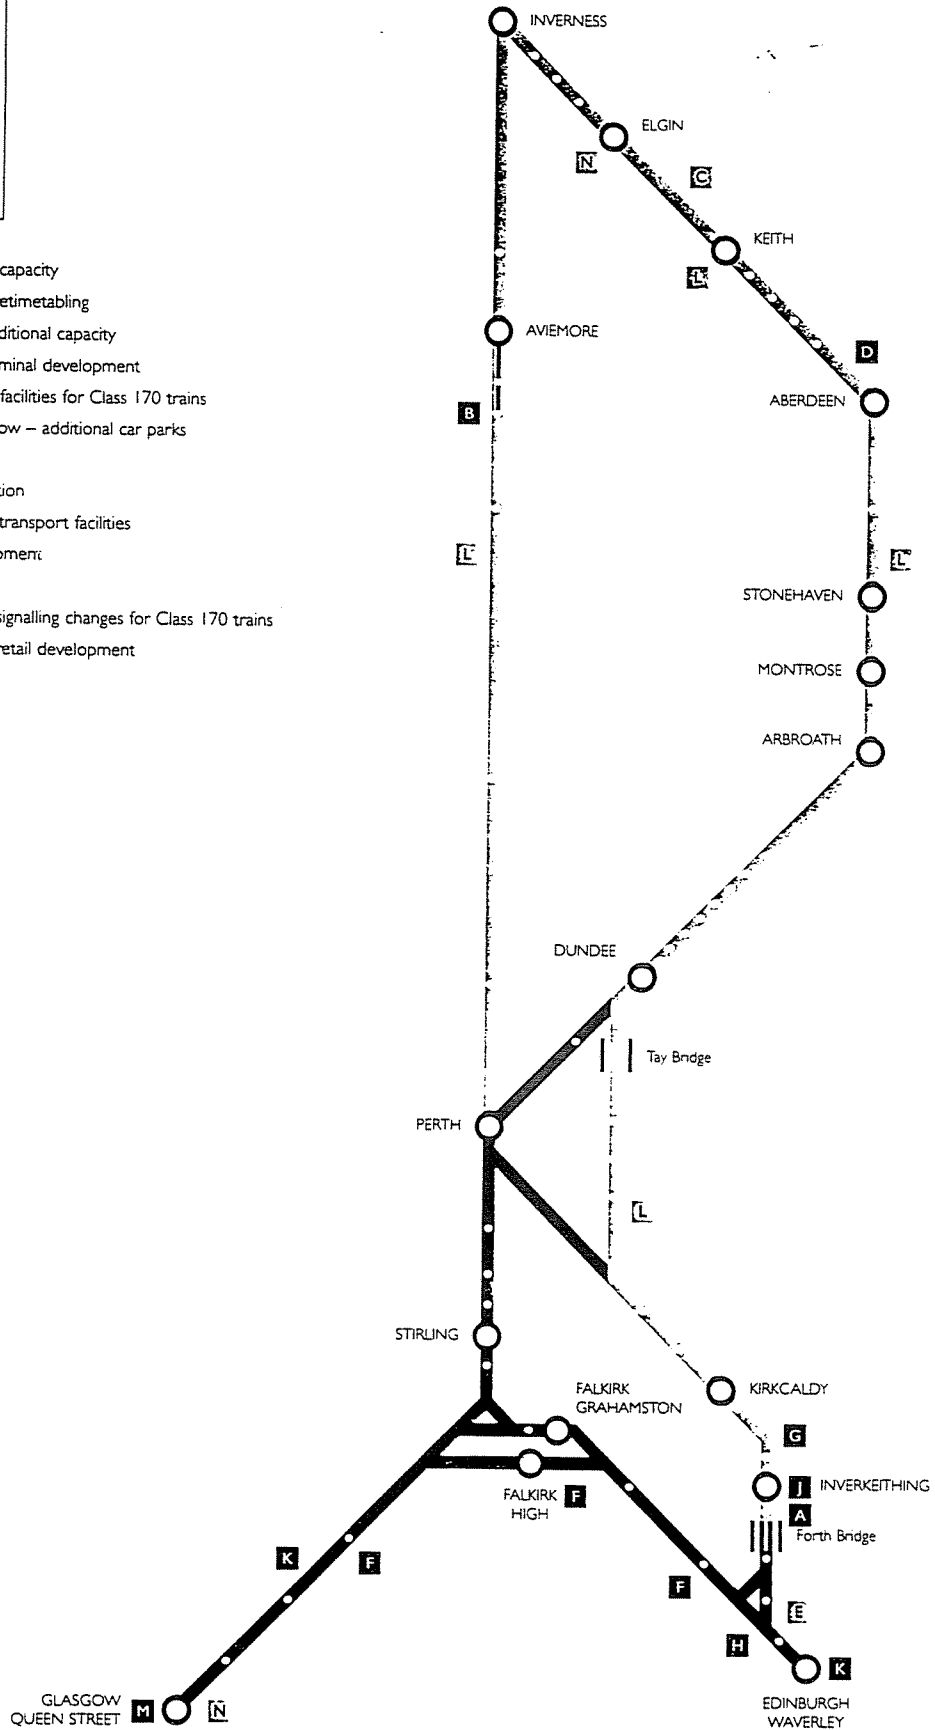 INVERNESS
ELGIN
N
C
KEITH
L
capacity
etimetabling
AVIEMORE
ditional capacity
D
minal development
facilities for Class 170 trains
ABERDEEN
B
ow – additional car parks
tion
transport facilities
L
L
oment
STONEHAVEN
signalling changes for Class 170 trains
retail development
MONTROSE
ARBROATH
DUNDEE
Tay Bridge
PERTH
L
STIRLING
FALKIRK
GRAHAMSTON
KIRKCALDY
G
FALKIRK
HIGH
F
J
INVERKEITHING
A
Forth Bridge
K
F
F
E
H
K
GLASGOW
QUEEN STREET
M
N
EDINBURGH
WAVERLEY